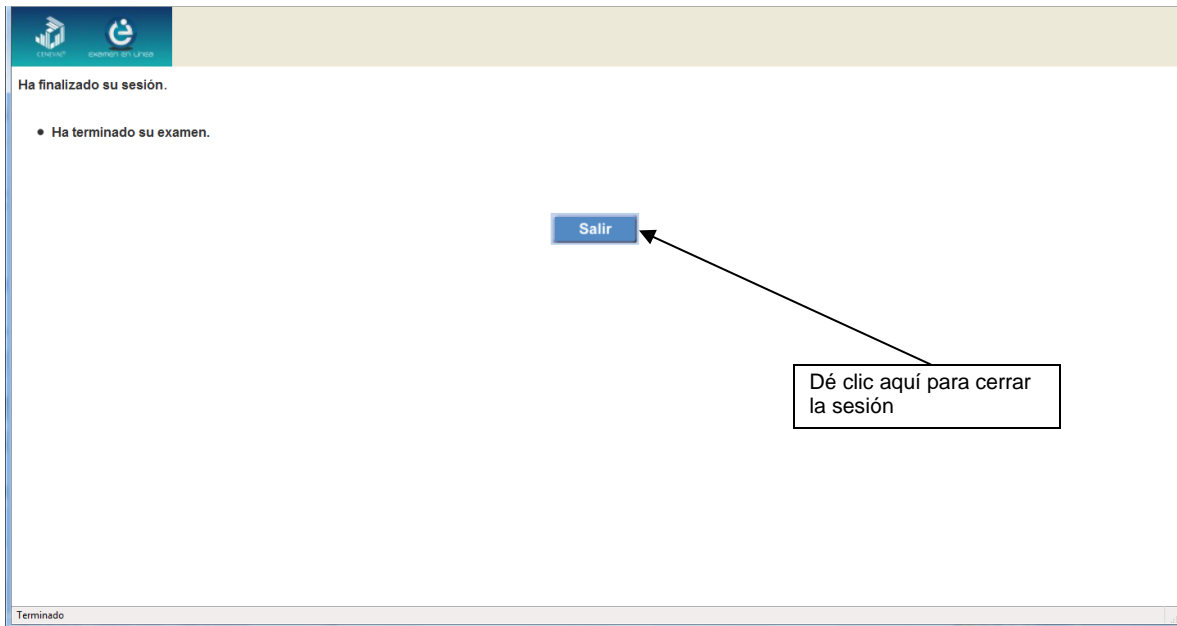 CENEVAL®
examen en línea
Ha finalizado su sesión.
● Ha terminado su examen.
Salir
Dé clic aquí para cerrar
la sesión
Terminado